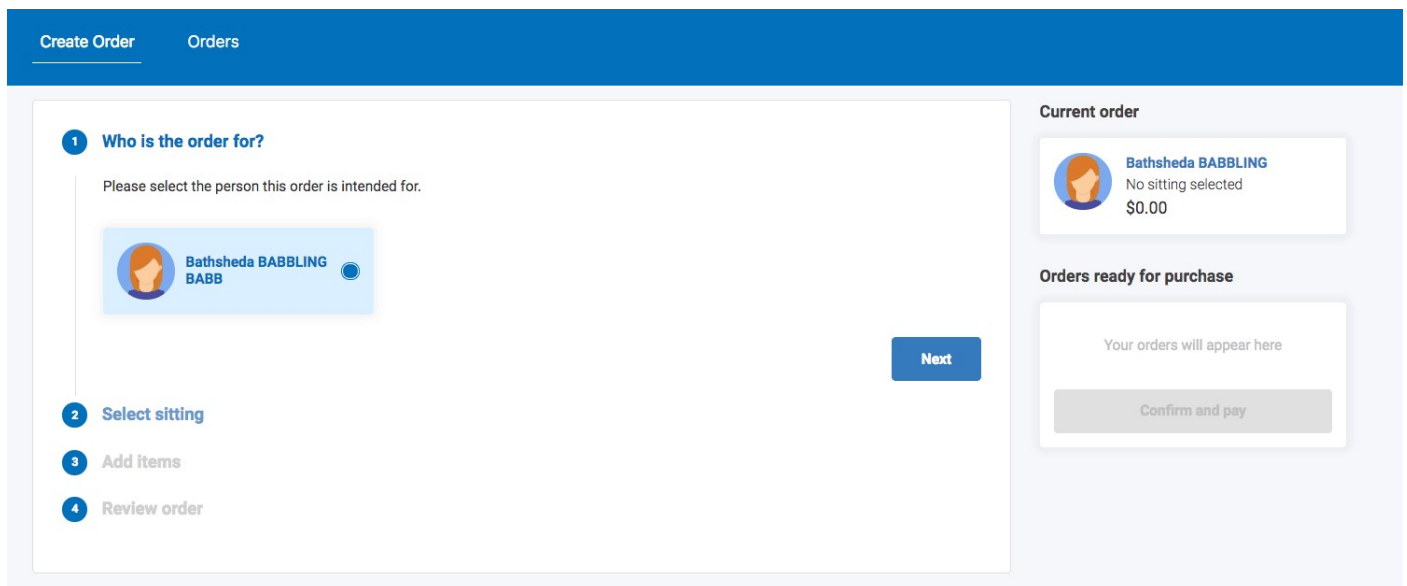 Create Order
Orders
1
Who is the order for?
Please select the person this order is intended for.
Bathsheda BABBLING
BABB
Next
2
Select sitting
3
Add items
4
Review order
Current order
Bathsheda BABBLING
No sitting selected
$0.00
Orders ready for purchase
Your orders will appear here
Confirm and pay